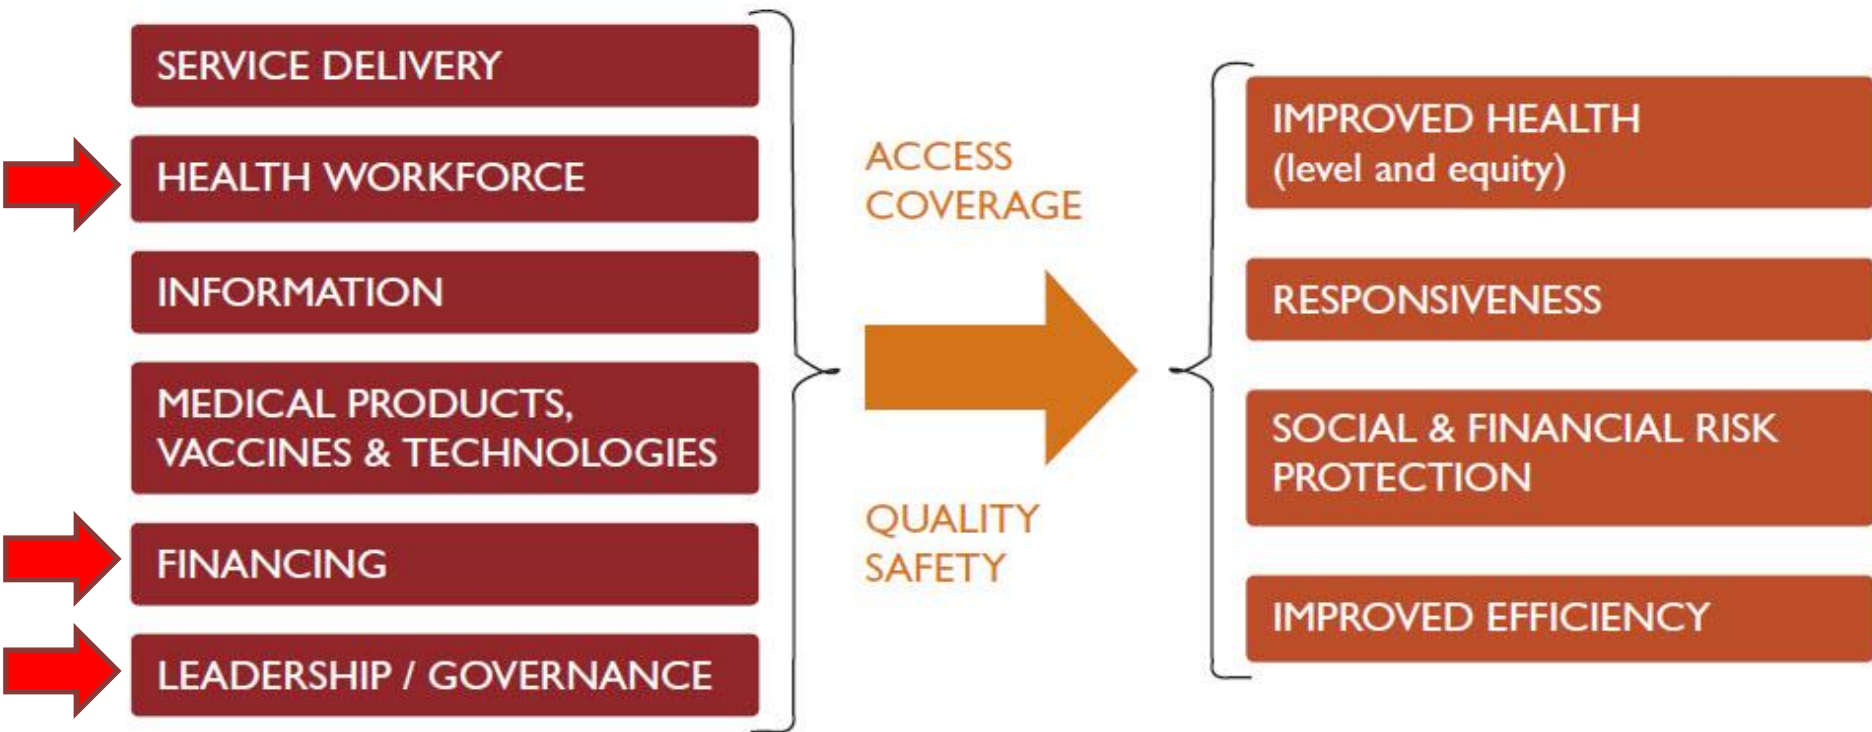 SERVICE DELIVERY
HEALTH WORKFORCE
INFORMATION
MEDICAL PRODUCTS,
VACCINES & TECHNOLOGIES
FINANCING
LEADERSHIP / GOVERNANCE
ACCESS
COVERAGE
QUALITY
SAFETY
IMPROVED HEALTH
(level and equity)
RESPONSIVENESS
SOCIAL & FINANCIAL RISK
PROTECTION
IMPROVED EFFICIENCY